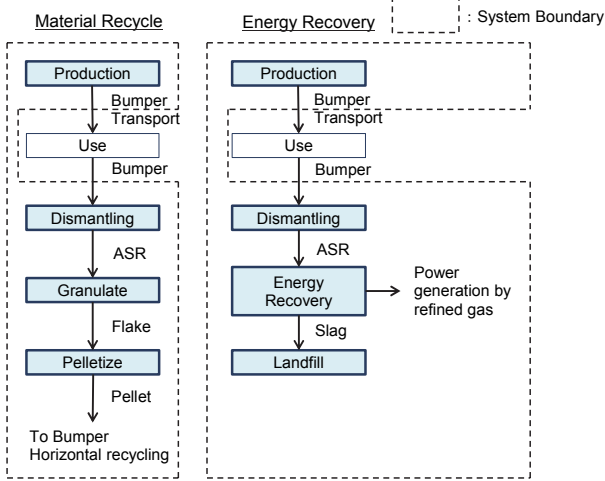 Material Recycle
Energy Recovery
: System Boundary
Production
Bumper
Transport
Use
Bumper
Dismantling
ASR
Granulate
Flake
Pelletize
Pellet
To Bumper
Horizontal recycling
Production
Bumper
Transport
Use
Bumper
Dismantling
ASR
Energy
Recovery
Power
generation by
refined gas
Slag
Landfill